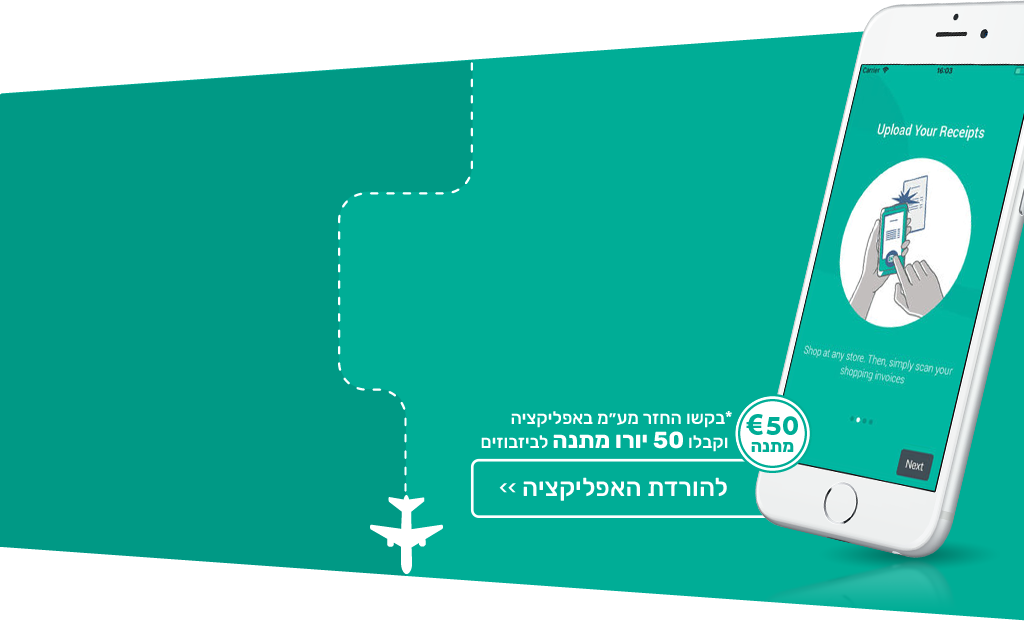 Carrier 16:03
Upload Your Receipts
Shop at any store. Then, simply scan your
shopping invoices
Next
*בקשו החזר מע״מ באפליקציה
וקבלו 50 יורו מתנה לביזבוזים
€50
מתנה
להורדת האפליקציה >>